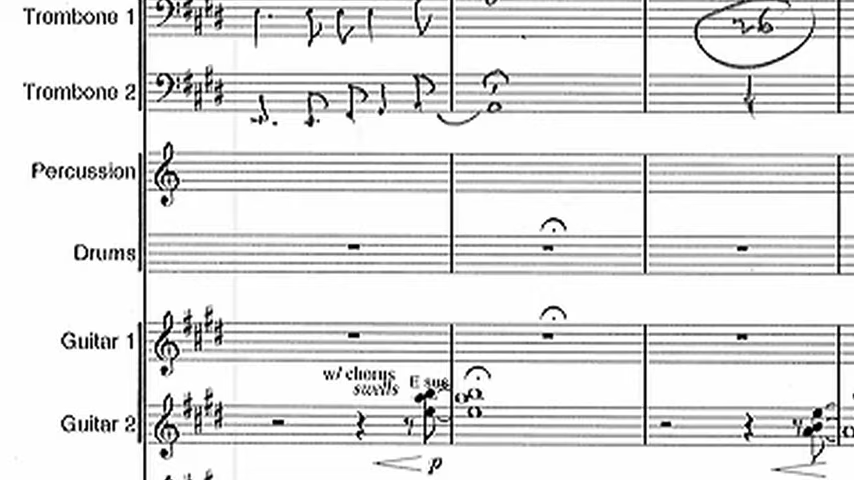 Trombone 1
26
Trombone 2
Percussion
Drums
Guitar 1
w/ chorus
swells
E sus
Guitar 2
p